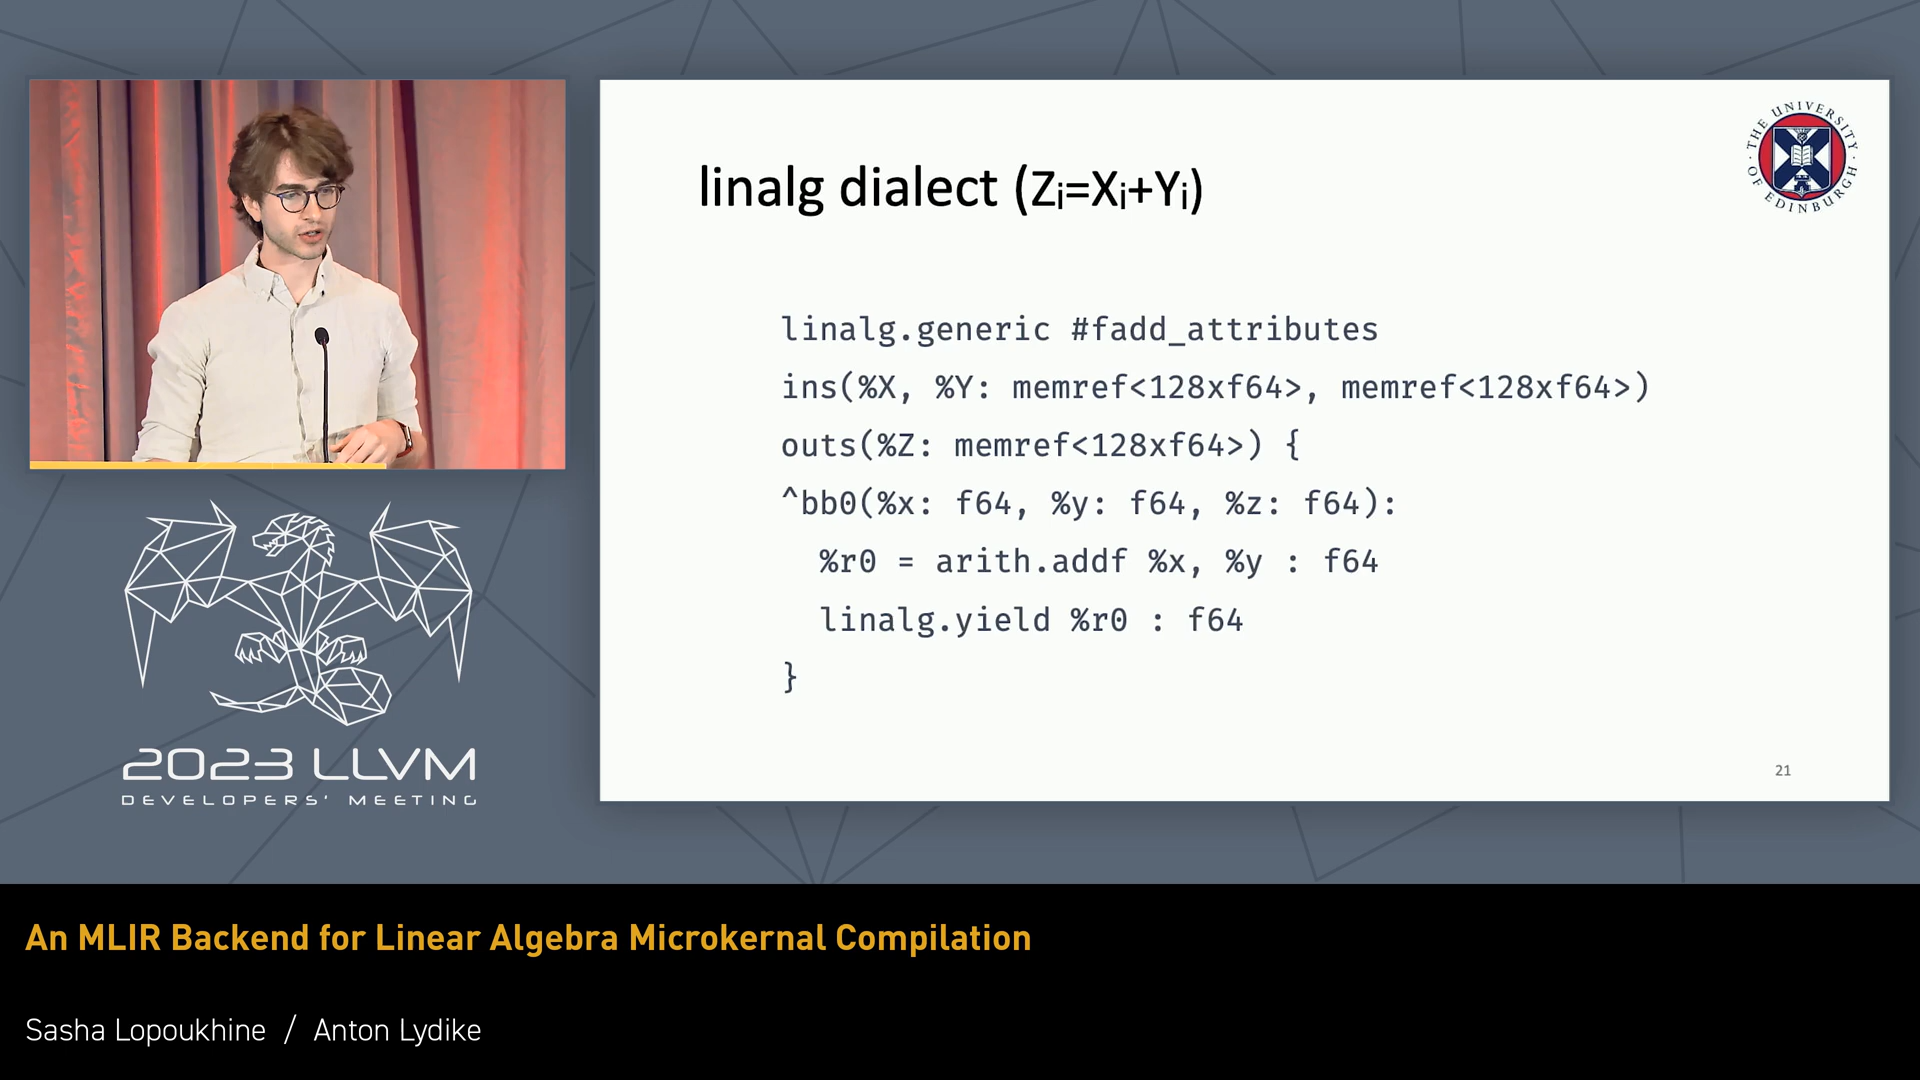 THE UNIVERSITY OF EDINBURGH
linalg dialect (Zi=Xi+Yi)
linalg.generic #fadd_attributes
ins(%X, %Y: memref<128xf64>, memref<128xf64>)
outs(%Z: memref<128xf64>) {
^bb0(%x: f64, %y: f64, %z: f64):
%r0 = arith.addf %x, %y : f64
linalg.yield %r0 : f64
}
21
2023 LLVM
DEVELOPERS' MEETING
An MLIR Backend for Linear Algebra Microkernal Compilation
Sasha Lopoukhine / Anton Lydike